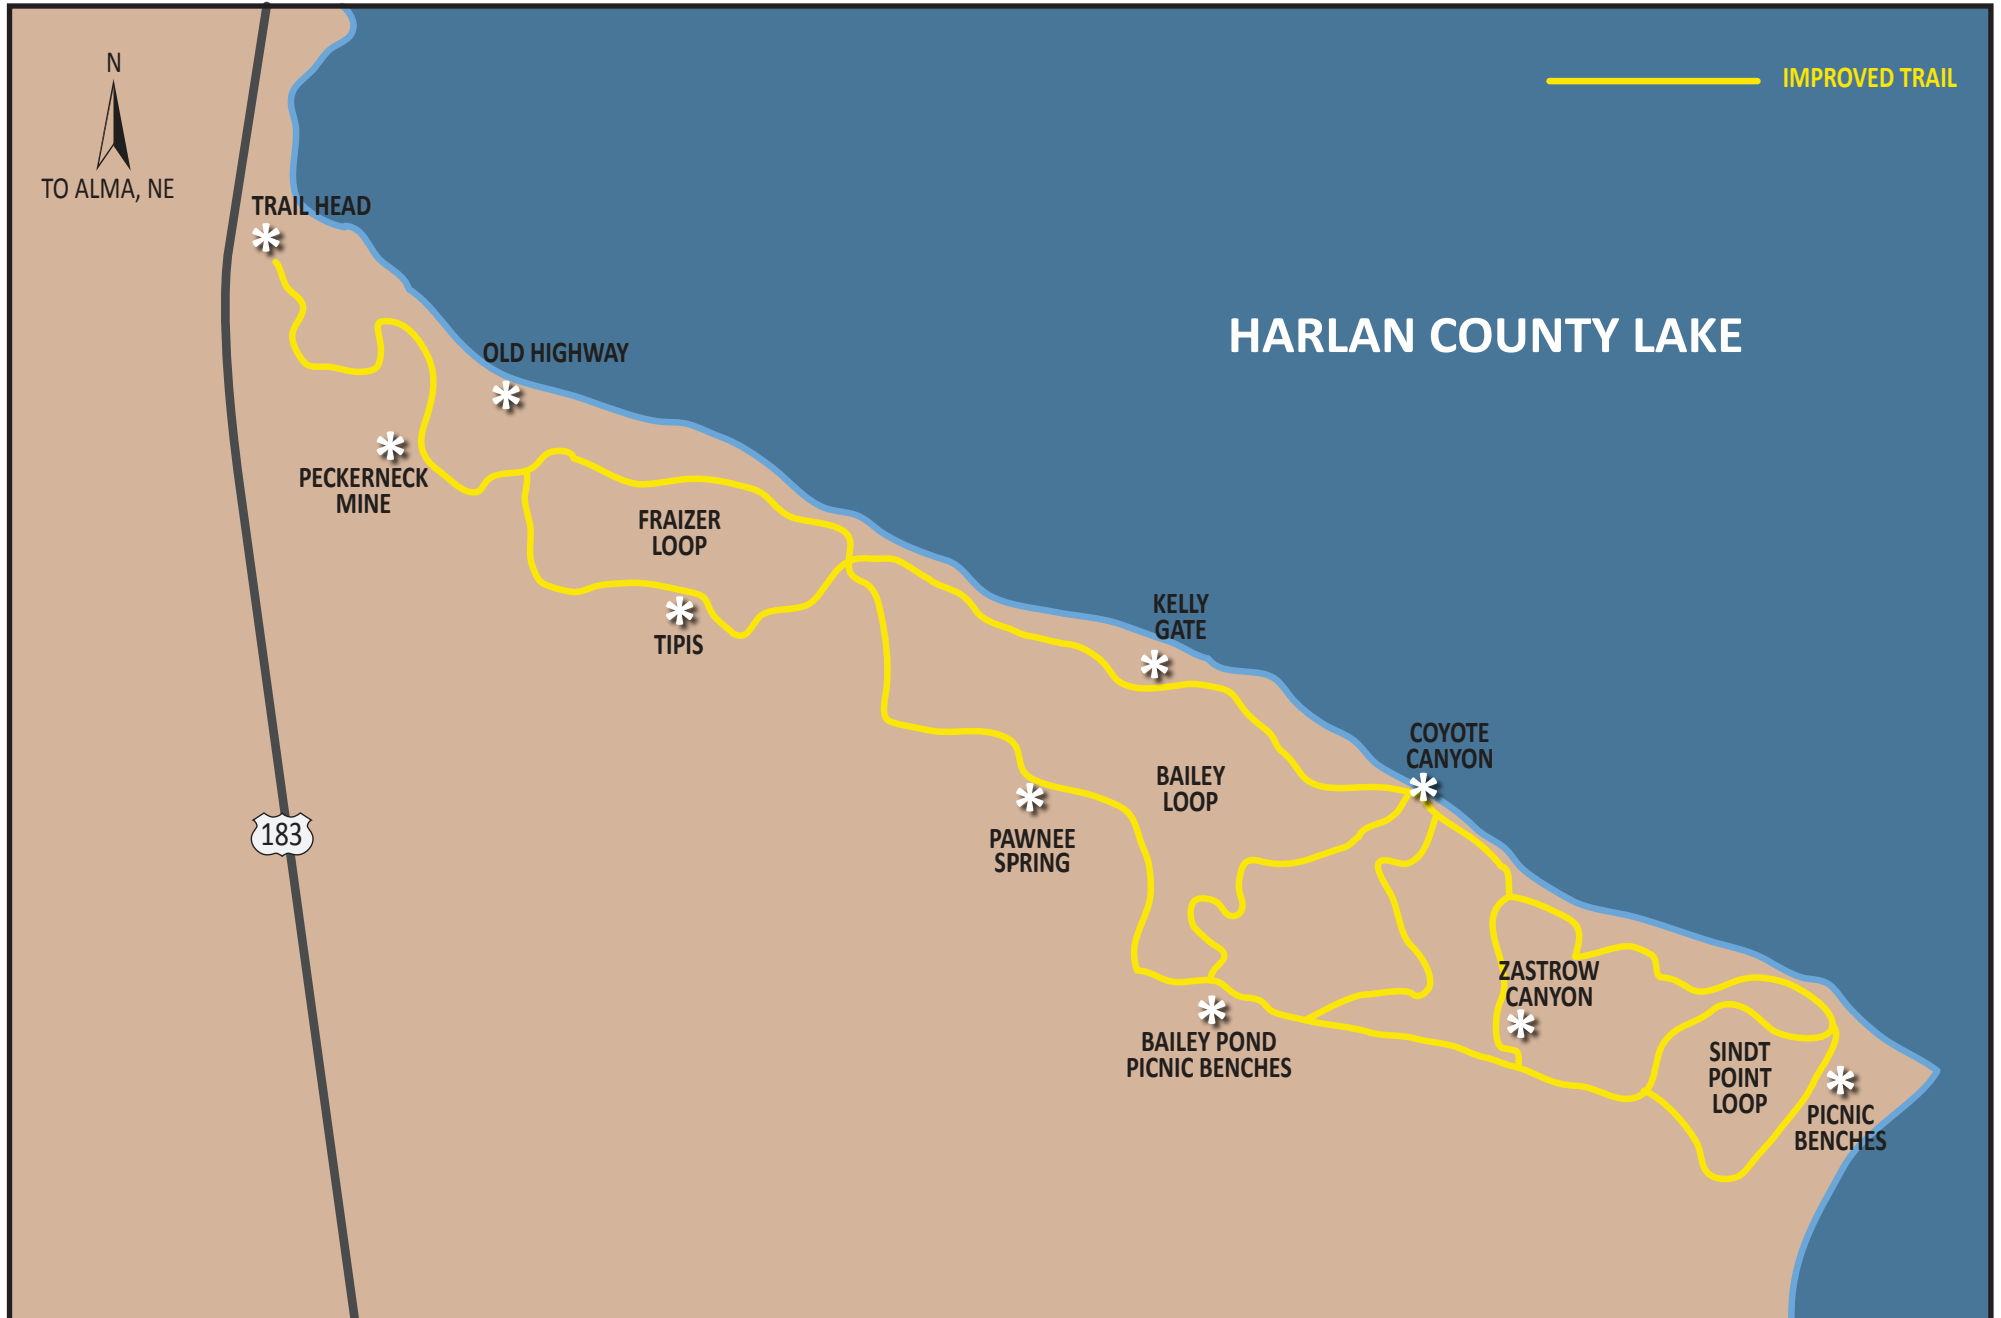 N
TO ALMA, NE
IMPROVED TRAIL
TRAIL HEAD
HARLAN COUNTY LAKE
OLD HIGHWAY
PECKERNECK
MINE
FRAIZER
LOOP
TIPIS
KELLY
GATE
COYOTE
CANYON
BAILEY
LOOP
183
PAWNEE
SPRING
ZASTROW
CANYON
BAILEY POND
PICNIC BENCHES
SINDT
POINT
LOOP
PICNIC
BENCHES